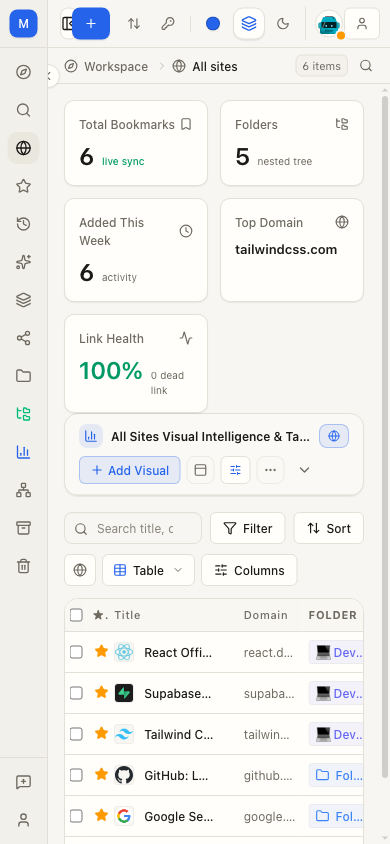 M
Workspace
All sites
6 items
Total Bookmarks
6 live sync
Folders
5 nested tree
Added This
Week
6 activity
Top Domain
tailwindcss.com
Link Health
100% 0 dead
link
All Sites Visual Intelligence & Ta...
Add Visual
Search title, c
Filter
Sort
Table
Columns
Title Domain FOLDER
React Offi... react.d... Dev...
Supabase... supaba... Dev...
Tailwind C... tailwin... Dev...
GitHub: L... github.... Fol...
Google Se... google.... Fol...